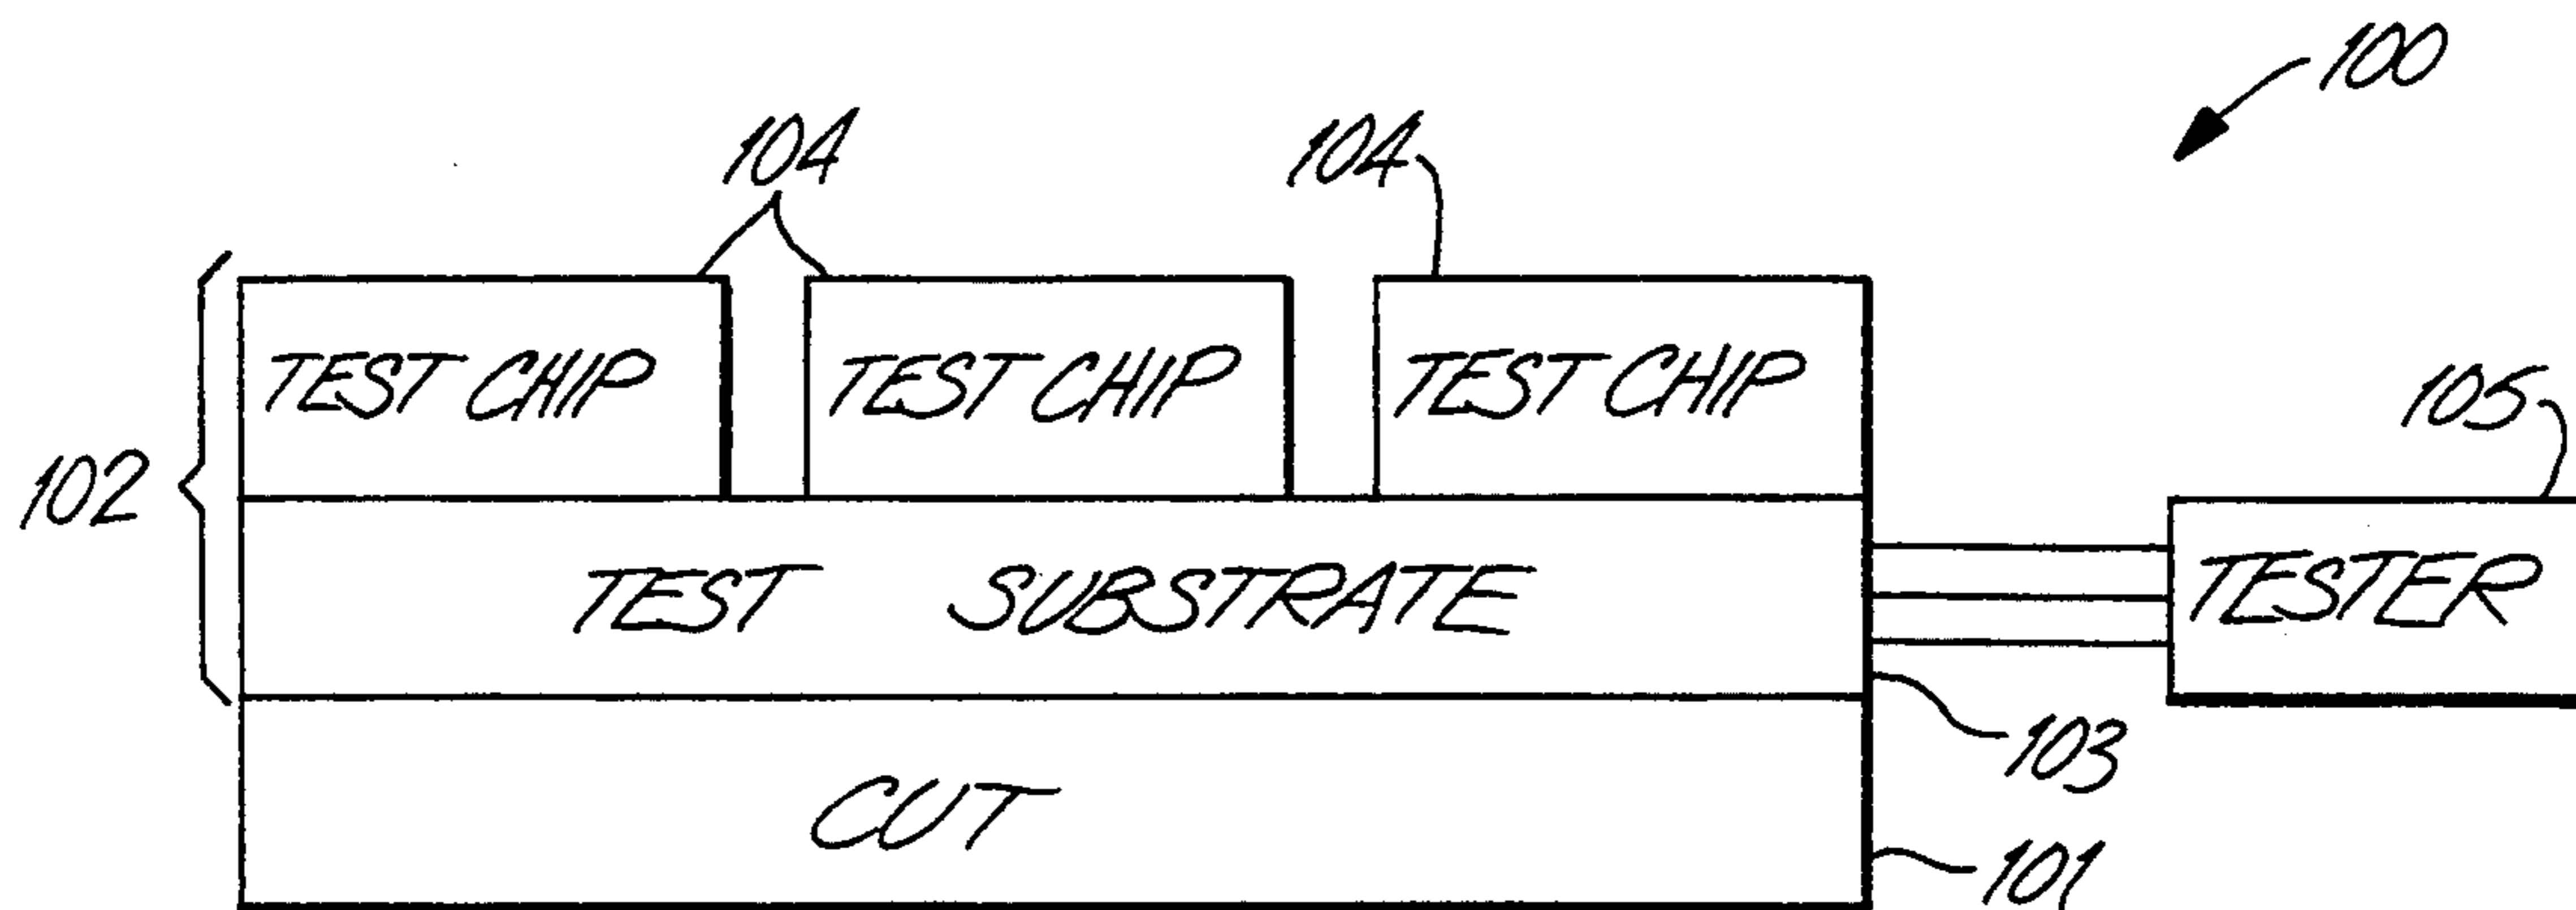 100
104
104
TEST CHIP
TEST CHIP
TEST CHIP
105
102
TEST SUBSTRATE
TESTER
103
CUT
101